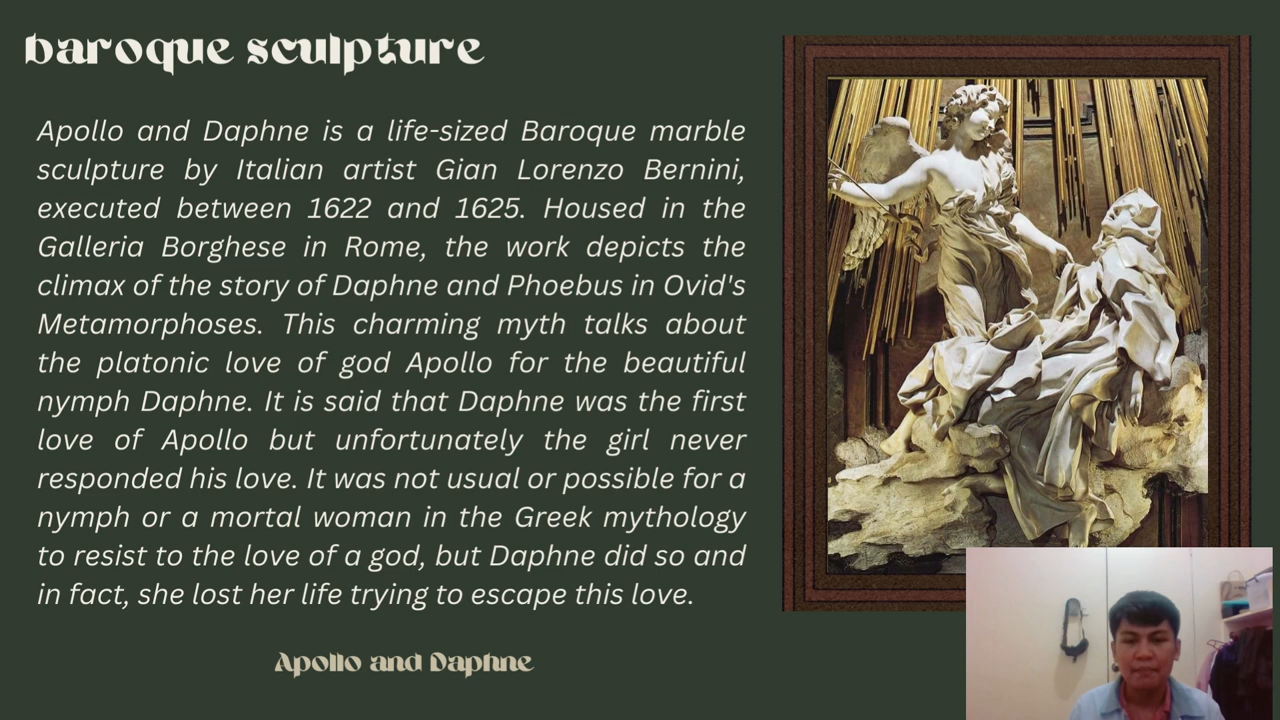 baroque sculpture
Apollo and Daphne is a life-sized Baroque marble
sculpture by Italian artist Gian Lorenzo Bernini,
executed between 1622 and 1625. Housed in the
Galleria Borghese in Rome, the work depicts the
climax of the story of Daphne and Phoebus in Ovid's
Metamorphoses. This charming myth talks about
the platonic love of god Apollo for the beautiful
nymph Daphne. It is said that Daphne was the first
love of Apollo but unfortunately the girl never
responded his love. It was not usual or possible for a
nymph or a mortal woman in the Greek mythology
to resist to the love of a god, but Daphne did so and
in fact, she lost her life trying to escape this love.
Apollo and Daphne